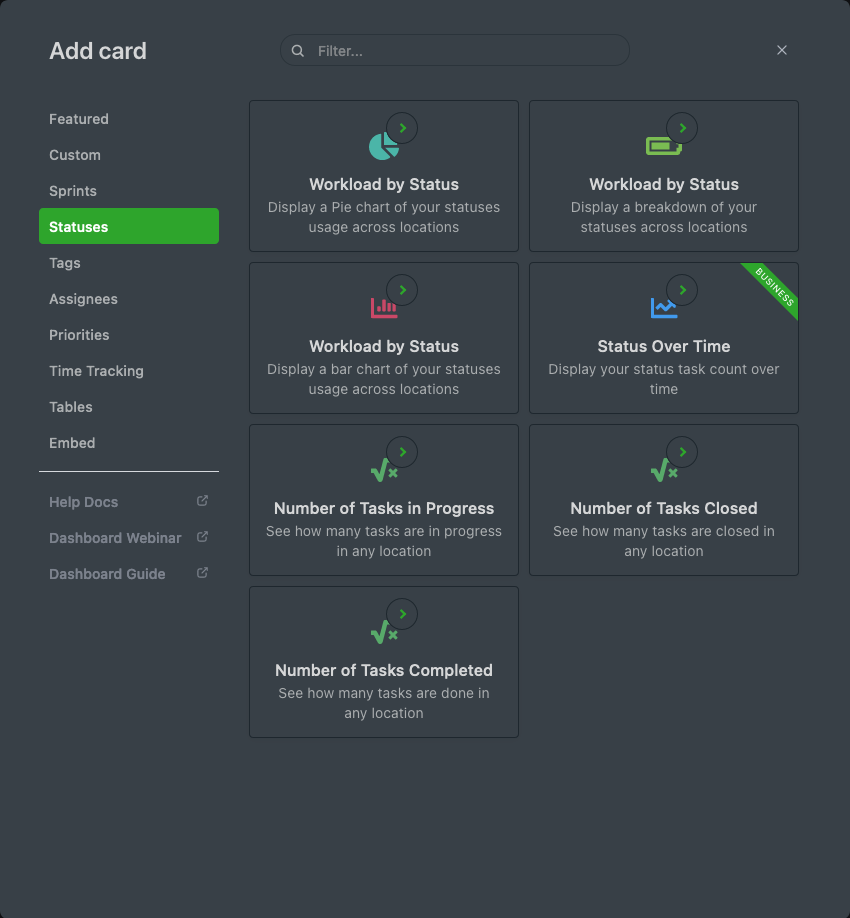 Add card
Filter...
Featured
Custom
Sprints
Statuses
Tags
Assignees
Priorities
Time Tracking
Tables
Embed
Help Docs
Dashboard Webinar
Dashboard Guide
Workload by Status
Display a Pie chart of your statuses
usage across locations
Workload by Status
Display a breakdown of your
statuses across locations
Workload by Status
Display a bar chart of your statuses
usage across locations
BUSINESS
Status Over Time
Display your status task count over
time
Number of Tasks in Progress
See how many tasks are in progress
in any location
Number of Tasks Closed
See how many tasks are closed in
any location
Number of Tasks Completed
See how many tasks are done in
any location